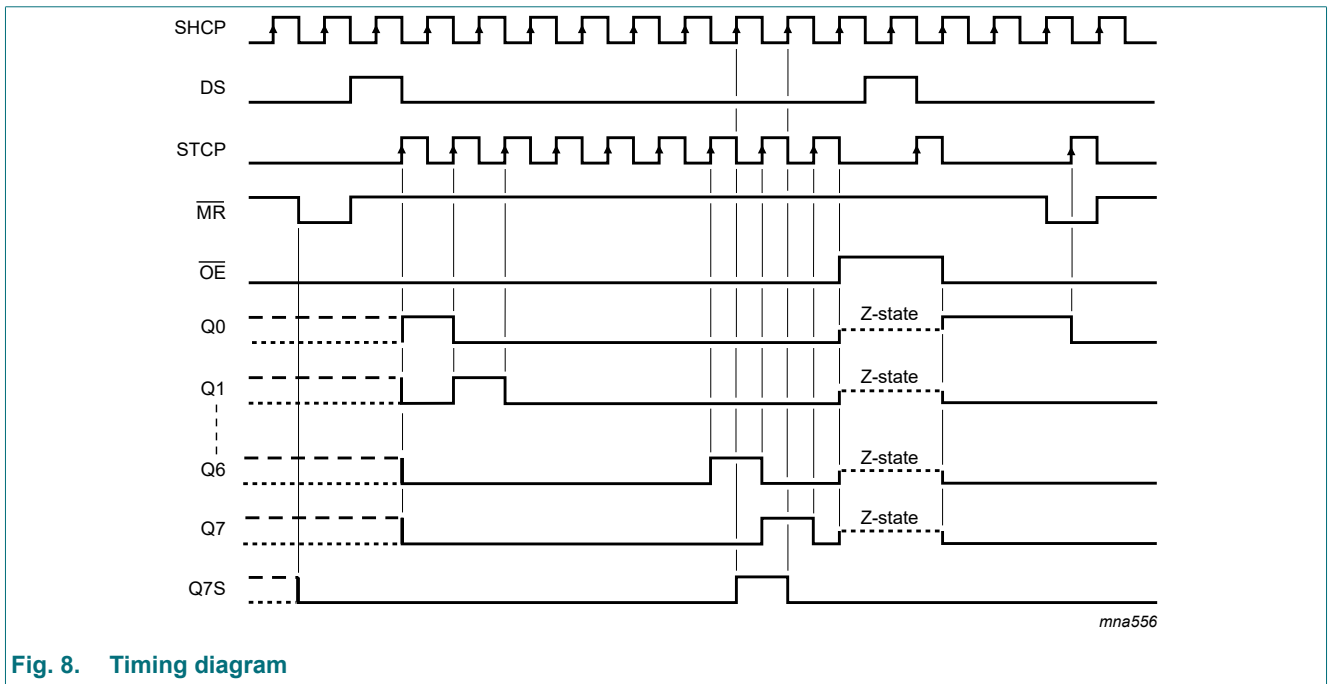 SHCP
DS
STCP
MR
OE
Q0 Z-state
Q1 Z-state
Q6 Z-state
Q7 Z-state
Q7S
mna556
Fig. 8. Timing diagram